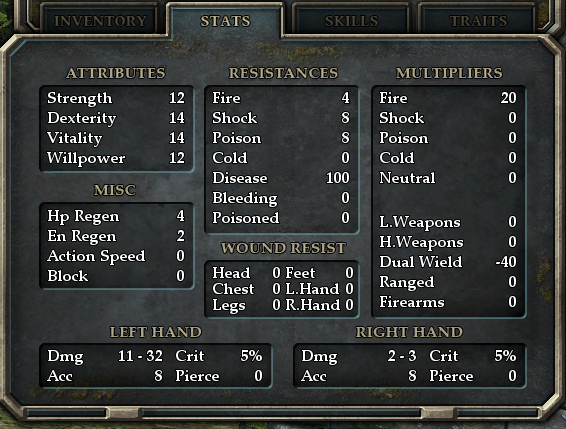 INVENTORY STATS SKILLS TRAITS
ATTRIBUTES
Strength 12
Dexterity 14
Vitality 14
Willpower 12
MISC
Hp Regen 4
En Regen 2
Action Speed 0
Block 0
RESISTANCES
Fire 4
Shock 8
Poison 8
Cold 0
Disease 100
Bleeding 0
Poisoned 0
WOUND RESIST
Head 0 Feet 0
Chest 0 L.Hand 0
Legs 0 R.Hand 0
MULTIPLIERS
Fire 20
Shock 0
Poison 0
Cold 0
Neutral 0
L.Weapons 0
H.Weapons 0
Dual Wield -40
Ranged 0
Firearms 0
LEFT HAND
Dmg 11 - 32 Crit 5%
Acc 8 Pierce 0
RIGHT HAND
Dmg 2 - 3 Crit 5%
Acc 8 Pierce 0